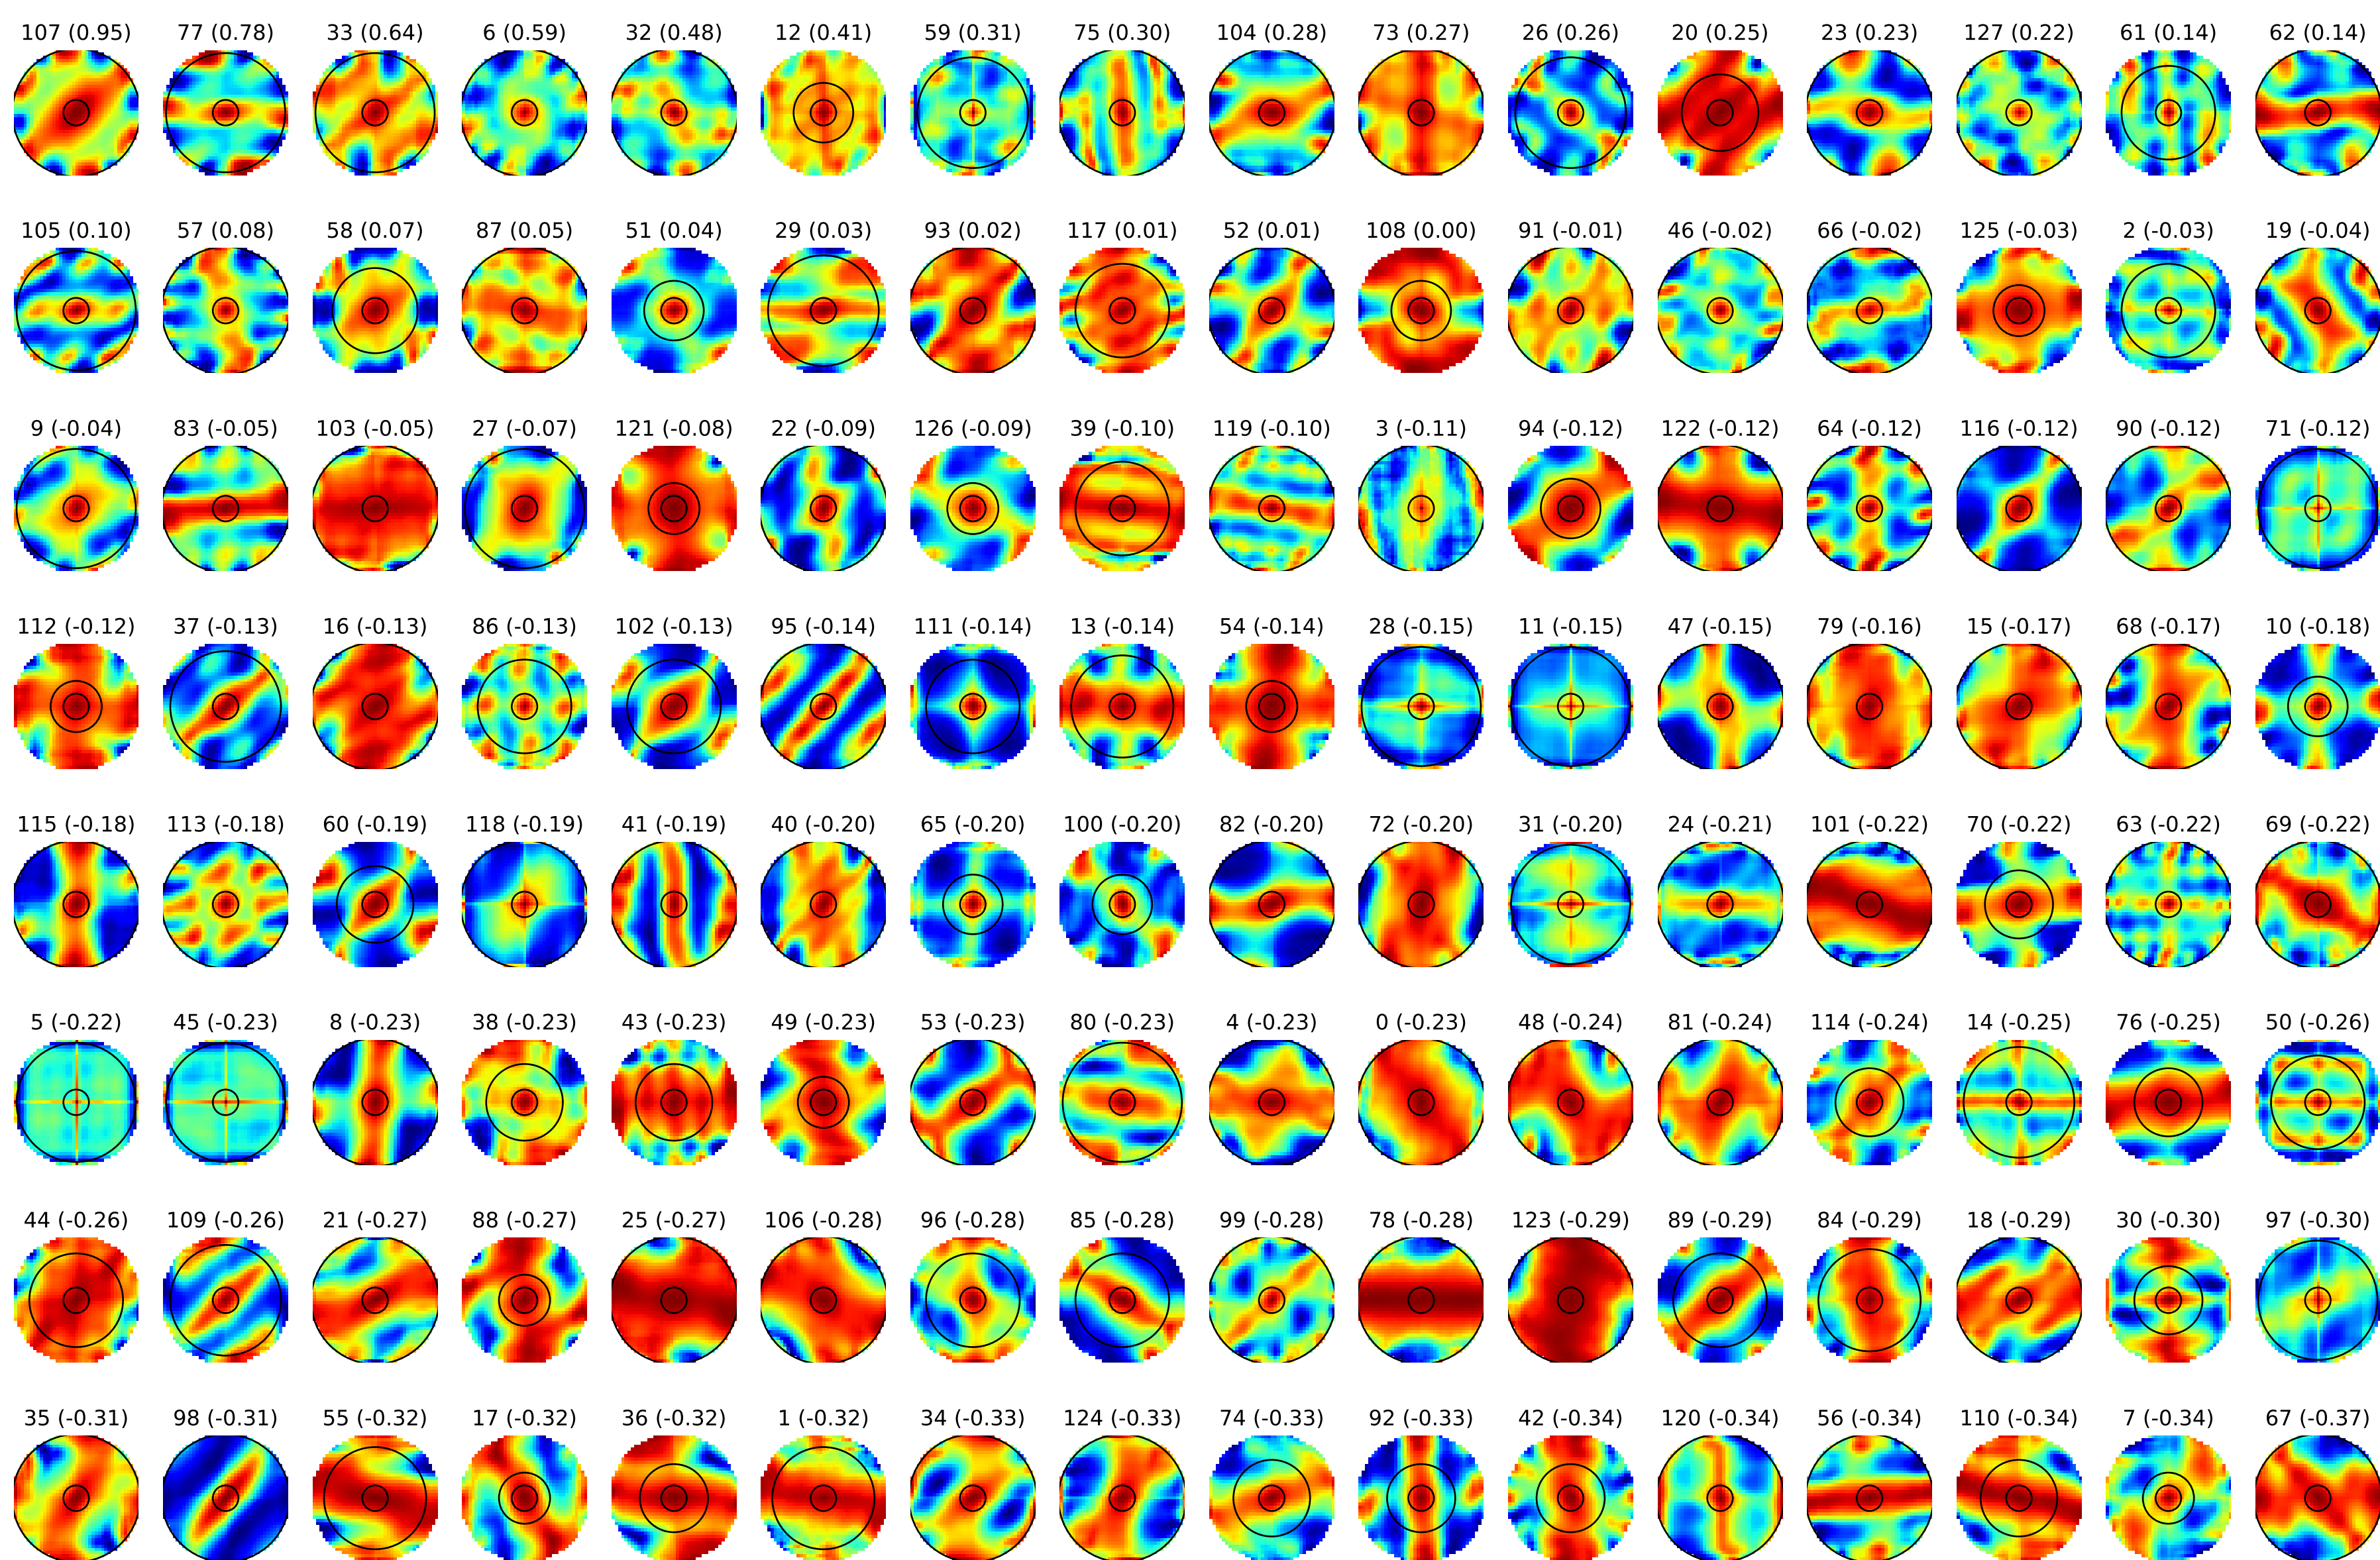 107 (0.95) 77 (0.78) 33 (0.64) 6 (0.59) 32 (0.48) 12 (0.41) 59 (0.31) 75 (0.30) 104 (0.28) 73 (0.27) 26 (0.26) 20 (0.25) 23 (0.23) 127 (0.22) 61 (0.14) 62 (0.14)
105 (0.10) 57 (0.08) 58 (0.07) 87 (0.05) 51 (0.04) 29 (0.03) 93 (0.02) 117 (0.01) 52 (0.01) 108 (0.00) 91 (-0.01) 46 (-0.02) 66 (-0.02) 125 (-0.03) 2 (-0.03) 19 (-0.04)
9 (-0.04) 83 (-0.05) 103 (-0.05) 27 (-0.07) 121 (-0.08) 22 (-0.09) 126 (-0.09) 39 (-0.10) 119 (-0.10) 3 (-0.11) 94 (-0.12) 122 (-0.12) 64 (-0.12) 116 (-0.12) 90 (-0.12) 71 (-0.12)
112 (-0.12) 37 (-0.13) 16 (-0.13) 86 (-0.13) 102 (-0.13) 95 (-0.14) 111 (-0.14) 13 (-0.14) 54 (-0.14) 28 (-0.15) 11 (-0.15) 47 (-0.15) 79 (-0.16) 15 (-0.17) 68 (-0.17) 10 (-0.18)
115 (-0.18) 113 (-0.18) 60 (-0.19) 118 (-0.19) 41 (-0.19) 40 (-0.20) 65 (-0.20) 100 (-0.20) 82 (-0.20) 72 (-0.20) 31 (-0.20) 24 (-0.21) 101 (-0.22) 70 (-0.22) 63 (-0.22) 69 (-0.22)
5 (-0.22) 45 (-0.23) 8 (-0.23) 38 (-0.23) 43 (-0.23) 49 (-0.23) 53 (-0.23) 80 (-0.23) 4 (-0.23) 0 (-0.23) 48 (-0.24) 81 (-0.24) 114 (-0.24) 14 (-0.25) 76 (-0.25) 50 (-0.26)
44 (-0.26) 109 (-0.26) 21 (-0.27) 88 (-0.27) 25 (-0.27) 106 (-0.28) 96 (-0.28) 85 (-0.28) 99 (-0.28) 78 (-0.28) 123 (-0.29) 89 (-0.29) 84 (-0.29) 18 (-0.29) 30 (-0.30) 97 (-0.30)
35 (-0.31) 98 (-0.31) 55 (-0.32) 17 (-0.32) 36 (-0.32) 1 (-0.32) 34 (-0.33) 124 (-0.33) 74 (-0.33) 92 (-0.33) 42 (-0.34) 120 (-0.34) 56 (-0.34) 110 (-0.34) 7 (-0.34) 67 (-0.37)